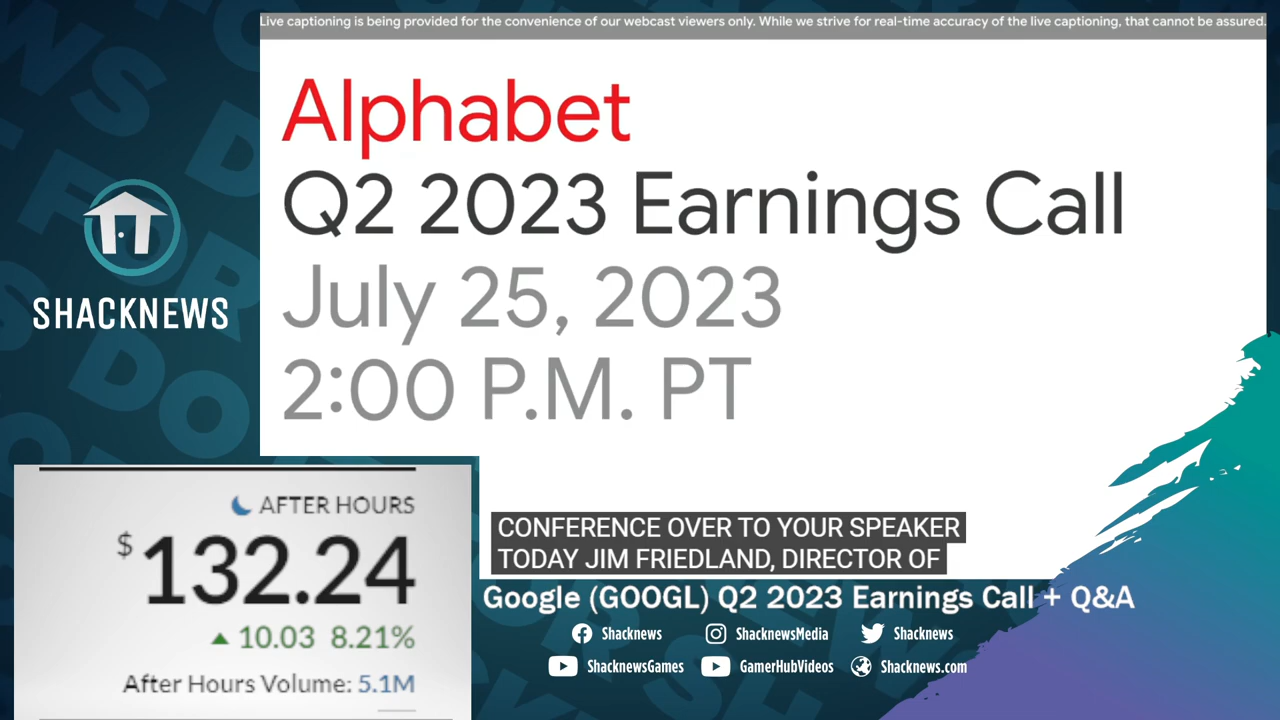 Live captioning is being provided for the convenience of our webcast viewers only. While we strive for real-time accuracy of the live captioning, that cannot be assured.
Alphabet
Q2 2023 Earnings Call
July 25, 2023
2:00 P.M. PT
SHACKNEWS
AFTER HOURS
$132.24
10.03 8.21%
After Hours Volume: 5.1M
CONFERENCE OVER TO YOUR SPEAKER
TODAY JIM FRIEDLAND, DIRECTOR OF
Google (GOOGL) Q2 2023 Earnings Call + Q&A
Shacknews ShacknewsMedia Shacknews
ShacknewsGames GamerHubVideos Shacknews.com